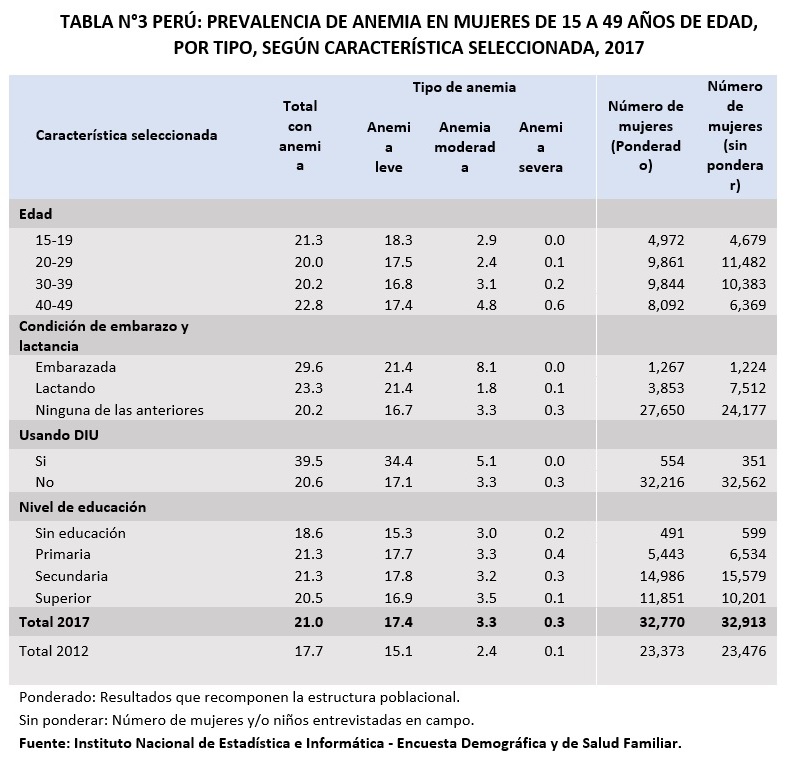 TABLA N°3 PERÚ: PREVALENCIA DE ANEMIA EN MUJERES DE 15 A 49 AÑOS DE EDAD,
POR TIPO, SEGÚN CARACTERÍSTICA SELECCIONADA, 2017
Característica seleccionada
Total
con
anemi
a
Tipo de anemia
Anemi
a
leve
Anemia
moderad
a
Anemi
a
severa
Número de
mujeres
(Ponderad
o)
Número
de
mujeres
(sin
pondera
r)
Edad
15-19 21.3 18.3 2.9 0.0 4,972 4,679
20-29 20.0 17.5 2.4 0.1 9,861 11,482
30-39 20.2 16.8 3.1 0.2 9,844 10,383
40-49 22.8 17.4 4.8 0.6 8,092 6,369
Condición de embarazo y
lactancia
Embarazada 29.6 21.4 8.1 0.0 1,267 1,224
Lactando 23.3 21.4 1.8 0.1 3,853 7,512
Ninguna de las anteriores 20.2 16.7 3.3 0.3 27,650 24,177
Usando DIU
Si 39.5 34.4 5.1 0.0 554 351
No 20.6 17.1 3.3 0.3 32,216 32,562
Nivel de educación
Sin educación 18.6 15.3 3.0 0.2 491 599
Primaria 21.3 17.7 3.3 0.4 5,443 6,534
Secundaria 21.3 17.8 3.2 0.3 14,986 15,579
Superior 20.5 16.9 3.5 0.1 11,851 10,201
Total 2017 21.0 17.4 3.3 0.3 32,770 32,913
Total 2012 17.7 15.1 2.4 0.1 23,373 23,476
Ponderado: Resultados que recomponen la estructura poblacional.
Sin ponderar: Número de mujeres y/o niños entrevistadas en campo.
Fuente: Instituto Nacional de Estadística e Informática - Encuesta Demográfica y de Salud Familiar.